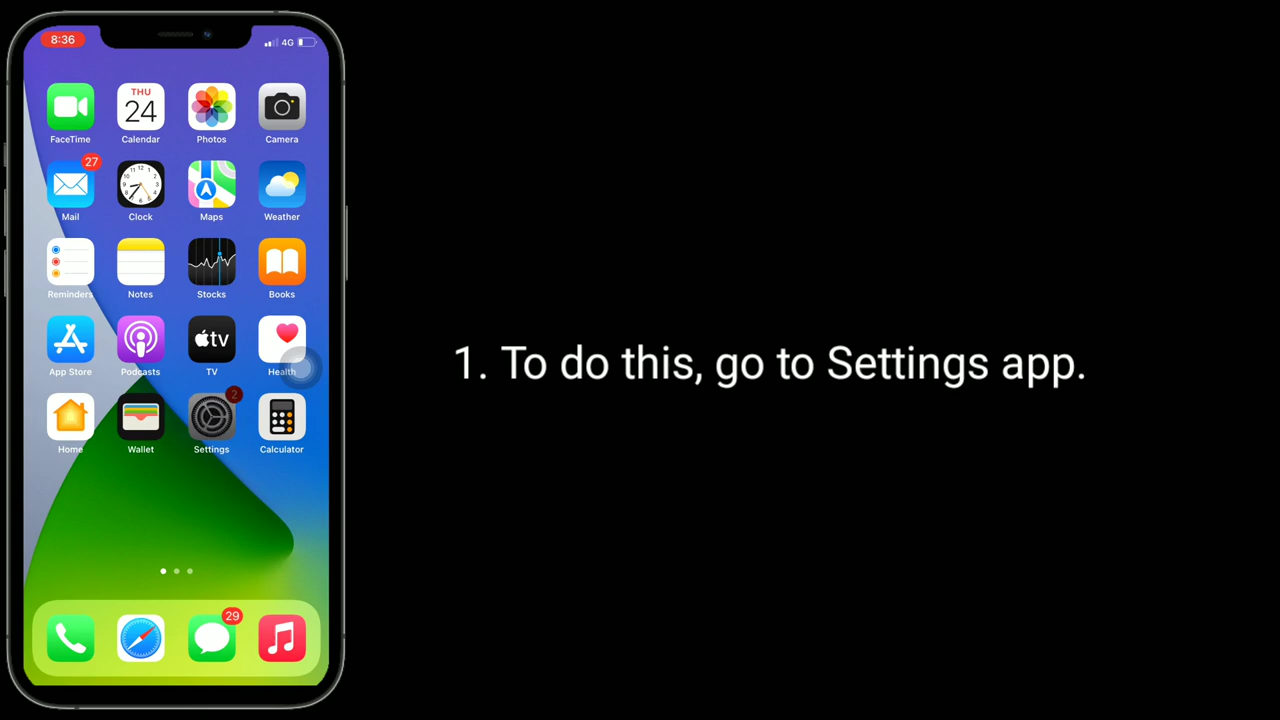 8:36
4G
THU
24
FaceTime
Calendar
Photos
Camera
27
12
Mail
Clock
Maps
Weather
Reminders
Notes
Stocks
Books
tv
App Store
Podcasts
TV
Health
2
Home
Wallet
Settings
Calculator
29
1. To do this, go to Settings app.